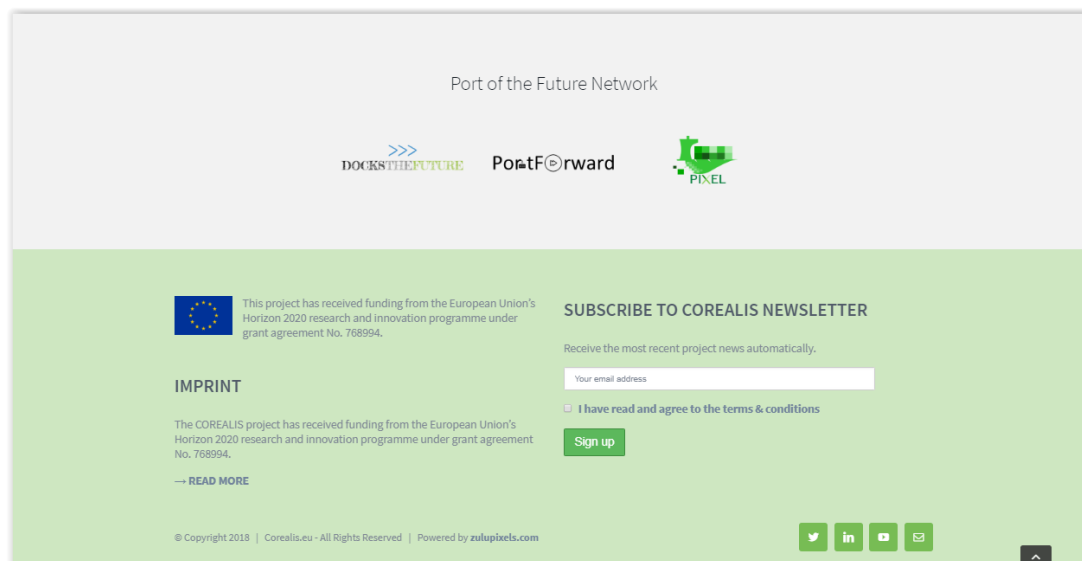 Port of the Future Network
>>>
DOCKSTHEFUTURE
PortForward
PIXEL
This project has received funding from the European Union's
Horizon 2020 research and innovation programme under
grant agreement No. 768994.
IMPRINT
The COREALIS project has received funding from the European Union's
Horizon 2020 research and innovation programme under grant agreement
No. 768994.
→ READ MORE
SUBSCRIBE TO COREALIS NEWSLETTER
Receive the most recent project news automatically.
Your email address
I have read and agree to the terms & conditions
Sign up
© Copyright 2018 | Corealis.eu - All Rights Reserved | Powered by zulupixels.com
in